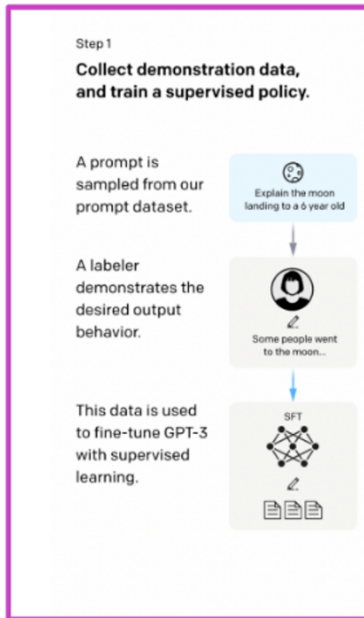 Step 1
Collect demonstration data,
and train a supervised policy.
A prompt is
sampled from our
prompt dataset.
Explain the moon
landing to a 6 year old
A labeler
demonstrates the
desired output
behavior.
Some people went
to the moon...
This data is used
to fine-tune GPT-3
with supervised
learning.
SFT